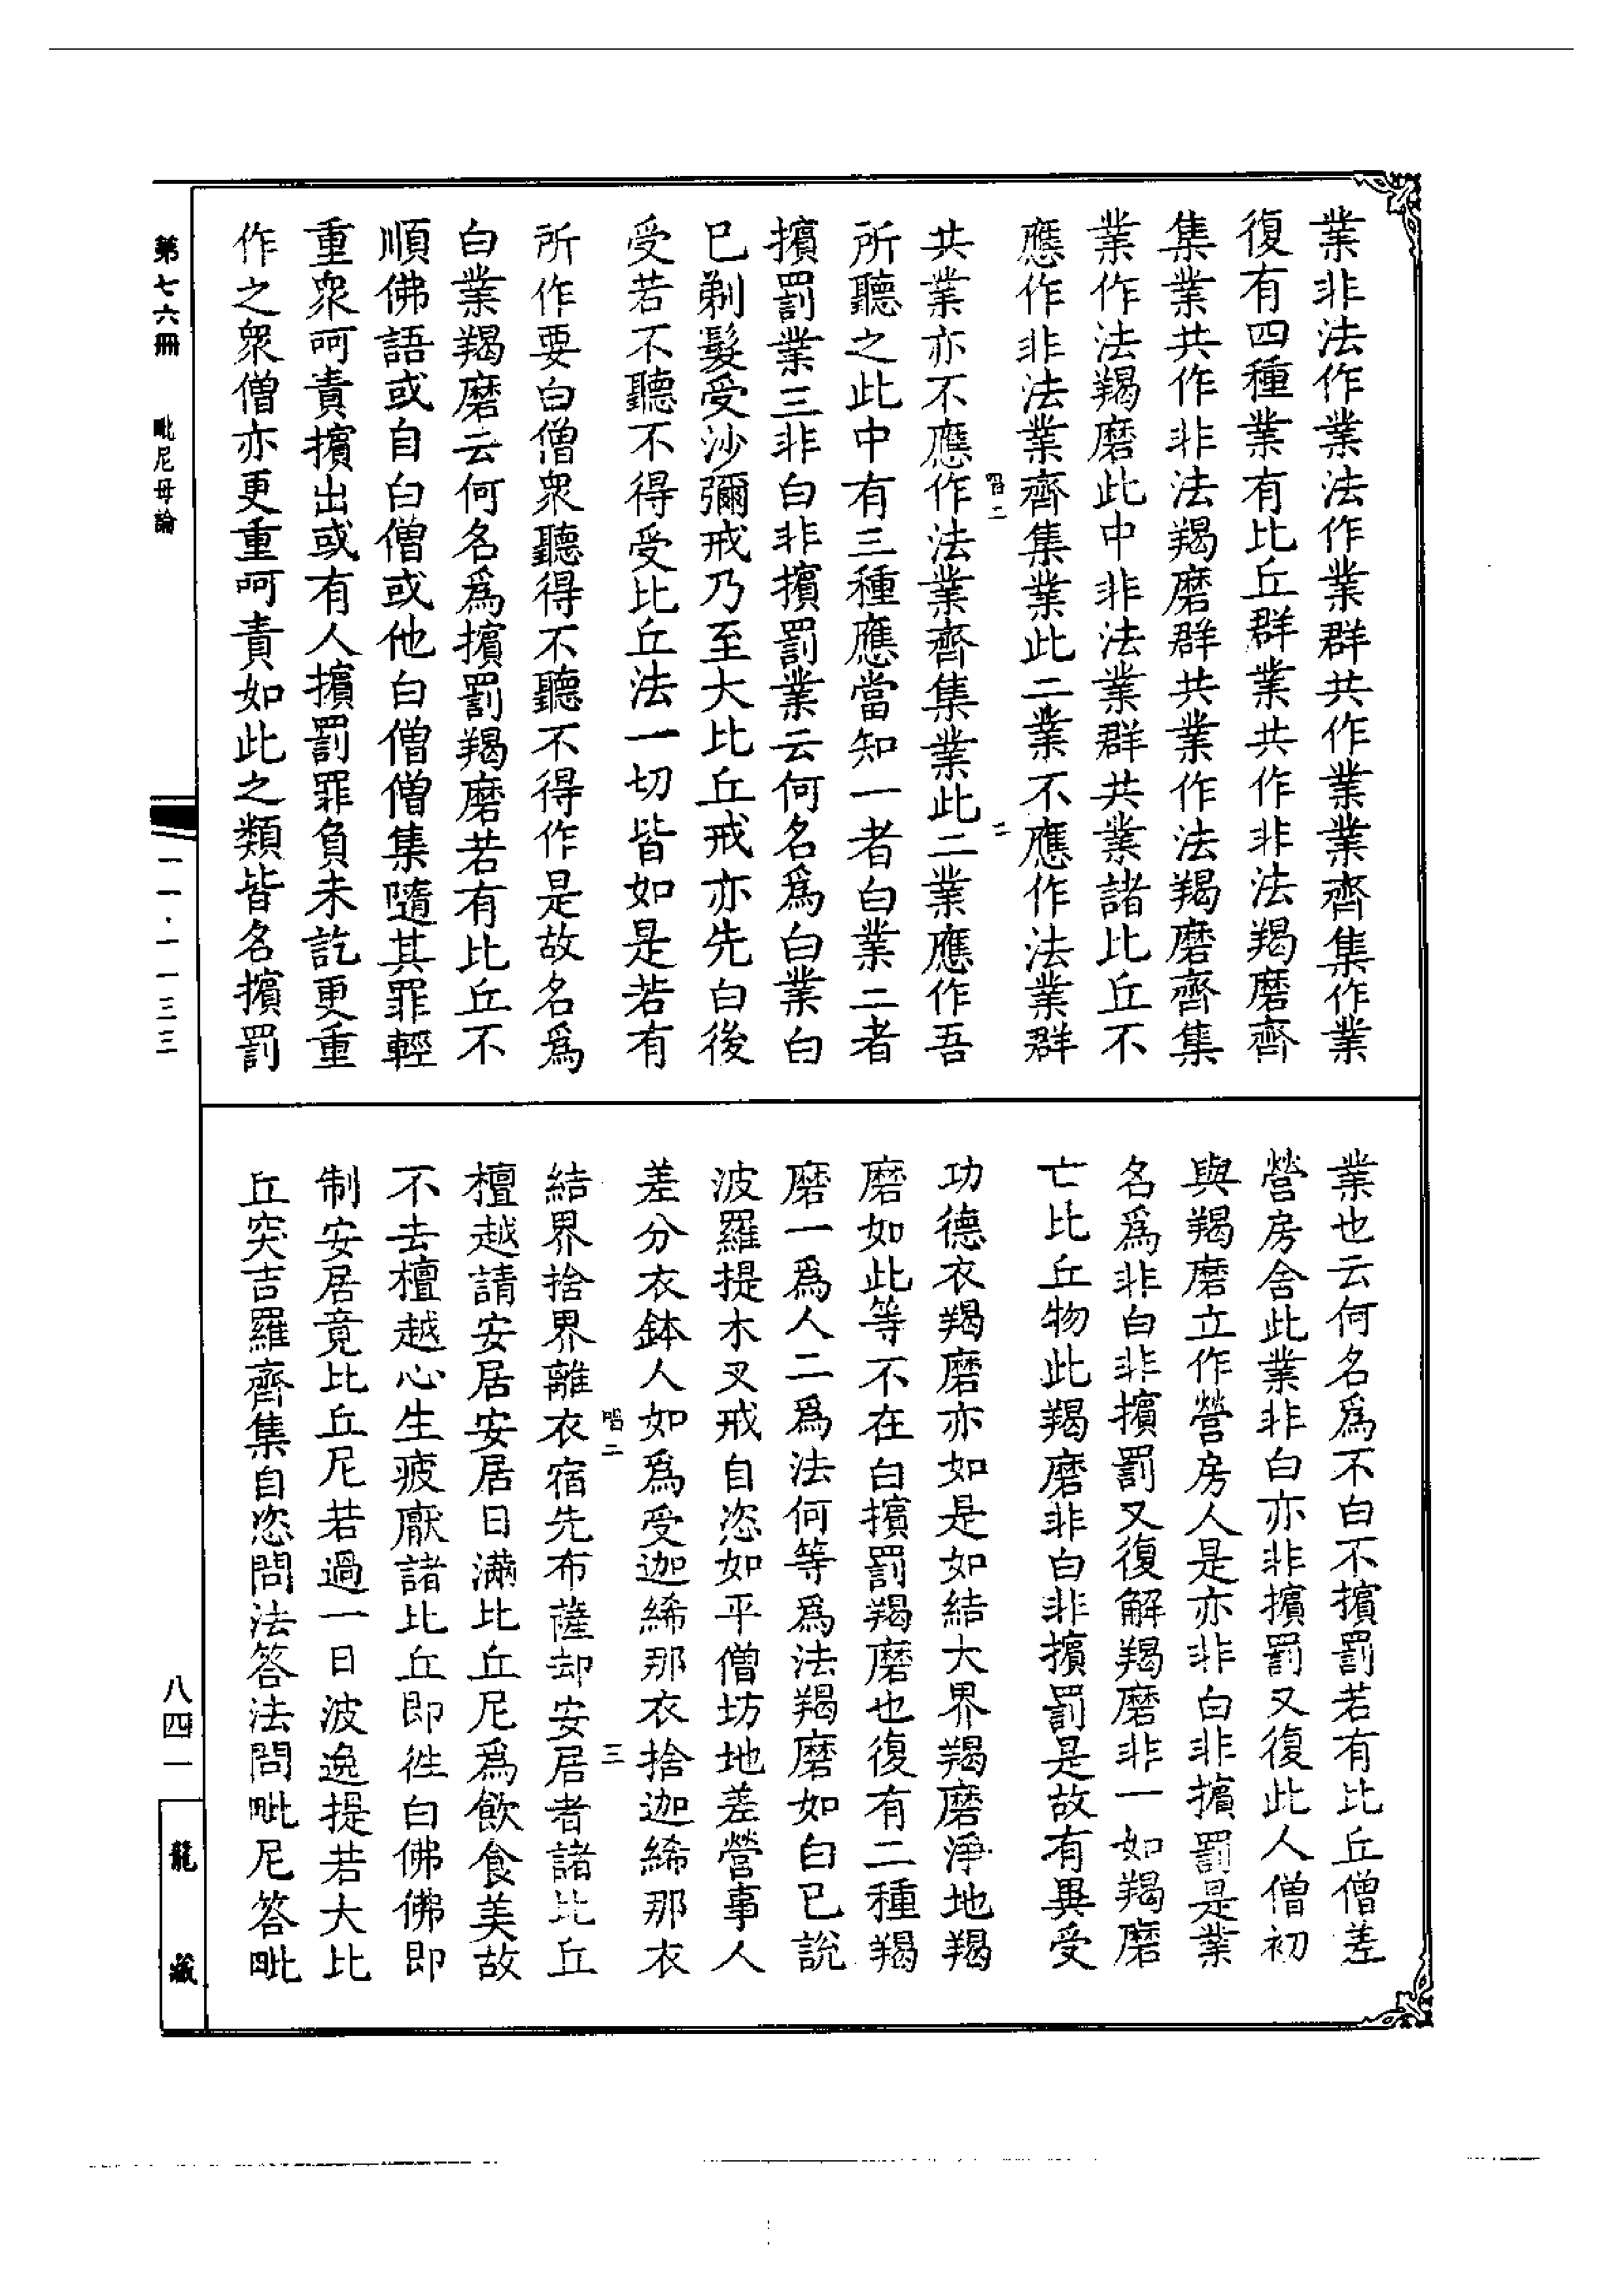 業非法作業法作業群共作業業齊集作業
復有四種業有比丘群業共作非法羯磨齊
集業共作非法羯磨群共業作法羯磨齊集
業作法羯磨此中非法業群共業諸比丘不
應作非法業齊集業此二業不應作法業群
昭二
二
共業亦不應作法業齊集業此二業應作吾
所聽之此中有三種應當知一者白業二者
擯罰業三非白非擯罰業云何名爲白業白
已剃髮受沙彌戒乃至大比丘戒亦先白後
受若不聽不得受比丘法一切皆如是若有
所作要白僧衆聽得不聽不得作是故名爲
白業羯磨云何名爲擯罰羯磨若有比丘不
順佛語或自白僧或他白僧僧集隨其罪輕
重衆呵責擯出或有人擯罰罪負未訖更重
作之衆僧亦更重呵責如此之類皆名擯罰
業也云何名爲不白不擯罰若有比丘僧差
營房舍此業非白亦非擯罰又復此人僧初
與羯磨立作營房人是亦非白非擯罰是業
名爲非白非擯罰又復解羯磨非一如羯磨
亡比丘物此羯磨非白非擯罰是故有異受
功德衣羯磨亦如是如結大界羯磨淨地羯
磨如此等不在白擯罰羯磨也復有二種羯
磨一爲人二爲法何等爲法羯磨如白已說
波羅提木叉戒自恣如平僧坊地差營事人
差分衣鉢人如爲受迦絺那衣捨迦絺那衣
昭二
三
結界捨界離衣宿先布薩却安居者諸比丘
檀越請安居安居日滿比丘尼爲飲食美故
不去檀越心生疲厭諸比丘即徃白佛佛即
制安居竟比丘尼若過一日波逸提若大比
丘突吉羅齊集自恣問法答法問毗尼答毗
第七六冊
毗尼母論
一一·一一三三
八四一
龍藏